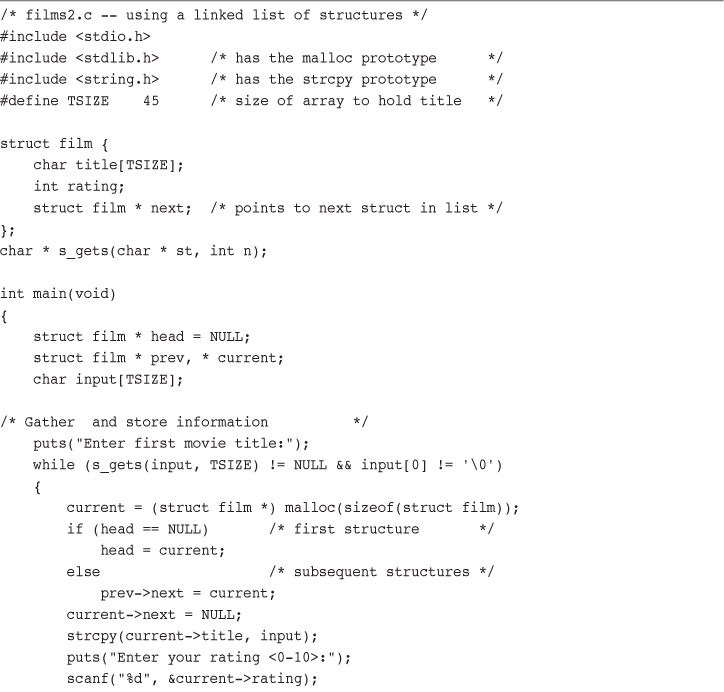 /* films2.c -- using a linked list of structures */
#include <stdio.h>
#include <stdlib.h>      /* has the malloc prototype      */
#include <string.h>      /* has the strcpy prototype      */
#define TSIZE    45      /* size of array to hold title   */

struct film {
    char title[TSIZE];
    int rating;
    struct film * next;  /* points to next struct in list */
};
char * s_gets(char * st, int n);

int main(void)
{
    struct film * head = NULL;
    struct film * prev, * current;
    char input[TSIZE];

/* Gather  and store information          */
    puts("Enter first movie title:");
    while (s_gets(input, TSIZE) != NULL && input[0] != '\0')
    {
        current = (struct film *) malloc(sizeof(struct film));
        if (head == NULL)       /* first structure       */
            head = current;
        else                    /* subsequent structures */
            prev->next = current;
        current->next = NULL;
        strcpy(current->title, input);
        puts("Enter your rating <0-10>:");
        scanf("%d", &current->rating);